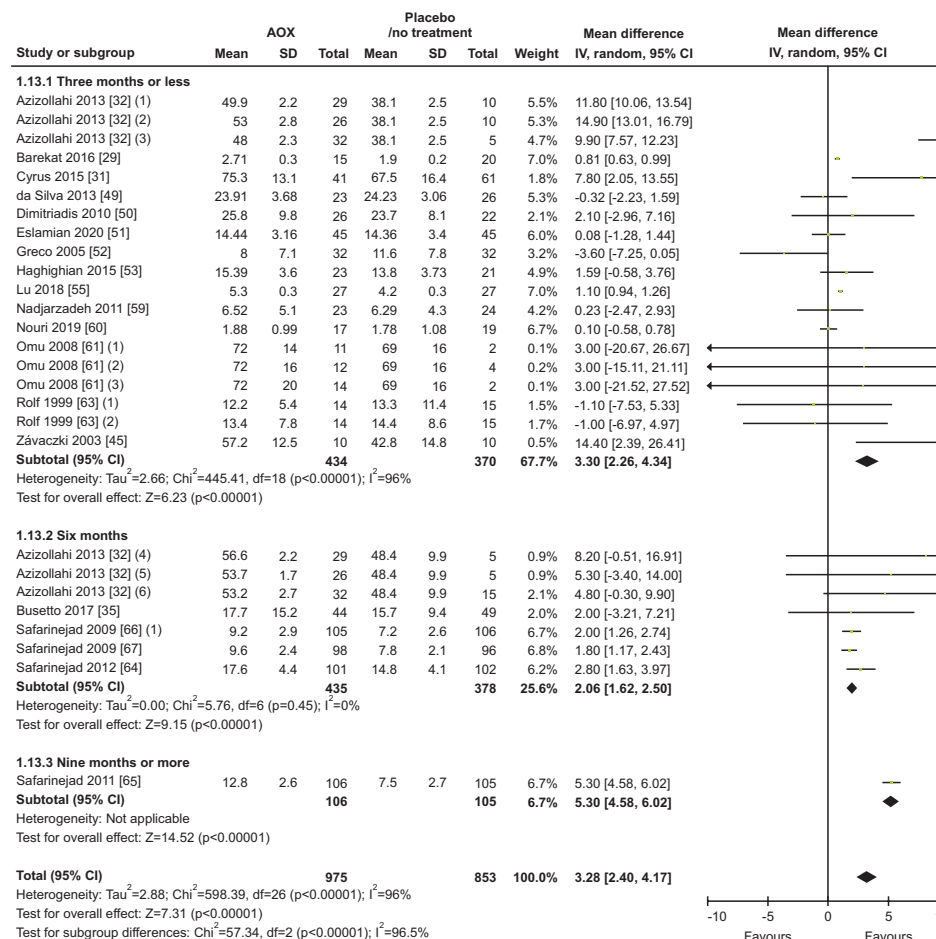 Placebo
AOX /no treatment Mean difference Mean difference
Study or subgroup Mean SD Total Mean SD Total Weight IV, random, 95% CI IV, random, 95% CI
1.13.1 Three months or less
Azizollahi 2013 [32] (1) 49.9 2.2 29 38.1 2.5 10 5.5% 11.80 [10.06, 13.54]
Azizollahi 2013 [32] (2) 53 2.8 26 38.1 2.5 10 5.3% 14.90 [13.01, 16.79]
Azizollahi 2013 [32] (3) 48 2.3 32 38.1 2.5 5 4.7% 9.90 [7.57, 12.23]
Barekat 2016 [29] 2.71 0.3 15 1.9 0.2 20 7.0% 0.81 [0.63, 0.99]
Cyrus 2015 [31] 75.3 13.1 41 67.5 16.4 61 1.8% 7.80 [2.05, 13.55]
da Silva 2013 [49] 23.91 3.68 23 24.23 3.06 26 5.3% -0.32 [-2.23, 1.59]
Dimitriadis 2010 [50] 25.8 9.8 26 23.7 8.1 22 2.1% 2.10 [-2.96, 7.16]
Eslamian 2020 [51] 14.44 3.16 45 14.36 3.4 45 6.0% 0.08 [-1.28, 1.44]
Greco 2005 [52] 8 7.1 32 11.6 7.8 32 3.2% -3.60 [-7.25, 0.05]
Haghighian 2015 [53] 15.39 3.6 23 13.8 3.73 21 4.9% 1.59 [-0.58, 3.76]
Lu 2018 [55] 5.3 0.3 27 4.2 0.3 27 7.0% 1.10 [0.94, 1.26]
Nadjarzadeh 2011 [59] 6.52 5.1 23 6.29 4.3 24 4.2% 0.23 [-2.47, 2.93]
Nouri 2019 [60] 1.88 0.99 17 1.78 1.08 19 6.7% 0.10 [-0.58, 0.78]
Omu 2008 [61] (1) 72 14 11 69 16 2 0.1% 3.00 [-20.67, 26.67]
Omu 2008 [61] (2) 72 16 12 69 16 4 0.2% 3.00 [-15.11, 21.11]
Omu 2008 [61] (3) 72 20 14 69 16 2 0.1% 3.00 [-21.52, 27.52]
Rolf 1999 [63] (1) 12.2 5.4 14 13.3 11.4 15 1.5% -1.10 [-7.53, 5.33]
Rolf 1999 [63] (2) 13.4 7.8 14 14.4 8.6 15 1.7% -1.00 [-6.97, 4.97]
Závaczki 2003 [45] 57.2 12.5 10 42.8 14.8 10 0.5% 14.40 [2.39, 26.41]
Subtotal (95% CI) 434 370 67.7% 3.30 [2.26, 4.34]
Heterogeneity: Tau²=2.66; Chi²=445.41, df=18 (p<0.00001); I²=96%
Test for overall effect: Z=6.23 (p<0.00001)
1.13.2 Six months
Azizollahi 2013 [32] (4) 56.6 2.2 29 48.4 9.9 5 0.9% 8.20 [-0.51, 16.91]
Azizollahi 2013 [32] (5) 53.7 1.7 26 48.4 9.9 5 0.9% 5.30 [-3.40, 14.00]
Azizollahi 2013 [32] (6) 53.2 2.7 32 48.4 9.9 15 2.1% 4.80 [-0.30, 9.90]
Busetto 2017 [35] 17.7 15.2 44 15.7 9.4 49 2.0% 2.00 [-3.21, 7.21]
Safarinejad 2009 [66] (1) 9.2 2.9 105 7.2 2.6 106 6.7% 2.00 [1.26, 2.74]
Safarinejad 2009 [67] 9.6 2.4 98 7.8 2.1 96 6.8% 1.80 [1.17, 2.43]
Safarinejad 2012 [64] 17.6 4.4 101 14.8 4.1 102 6.2% 2.80 [1.63, 3.97]
Subtotal (95% CI) 435 378 25.6% 2.06 [1.62, 2.50]
Heterogeneity: Tau²=0.00; Chi²=5.76, df=6 (p=0.45); I²=0%
Test for overall effect: Z=9.15 (p<0.00001)
1.13.3 Nine months or more
Safarinejad 2011 [65] 12.8 2.6 106 7.5 2.7 105 6.7% 5.30 [4.58, 6.02]
Subtotal (95% CI) 106 105 6.7% 5.30 [4.58, 6.02]
Heterogeneity: Not applicable
Test for overall effect: Z=14.52 (p<0.00001)
Total (95% CI) 975 853 100.0% 3.28 [2.40, 4.17]
Heterogeneity: Tau²=2.88; Chi²=598.39, df=26 (p<0.00001); I²=96%
Test for overall effect: Z=7.31 (p<0.00001)
Test for subgroup differences: Chi²=57.34, df=2 (p<0.00001); I²=96.5%
-10 -5 0 5
Favours Favours